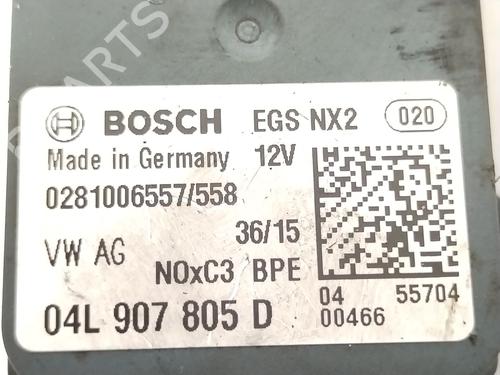 BOSCH EGS NX2 020
Made in Germany 12V
0281006557/558
36/15
VW AG
NOxC3 BPE
04L 907 805 D
04 55704
00466